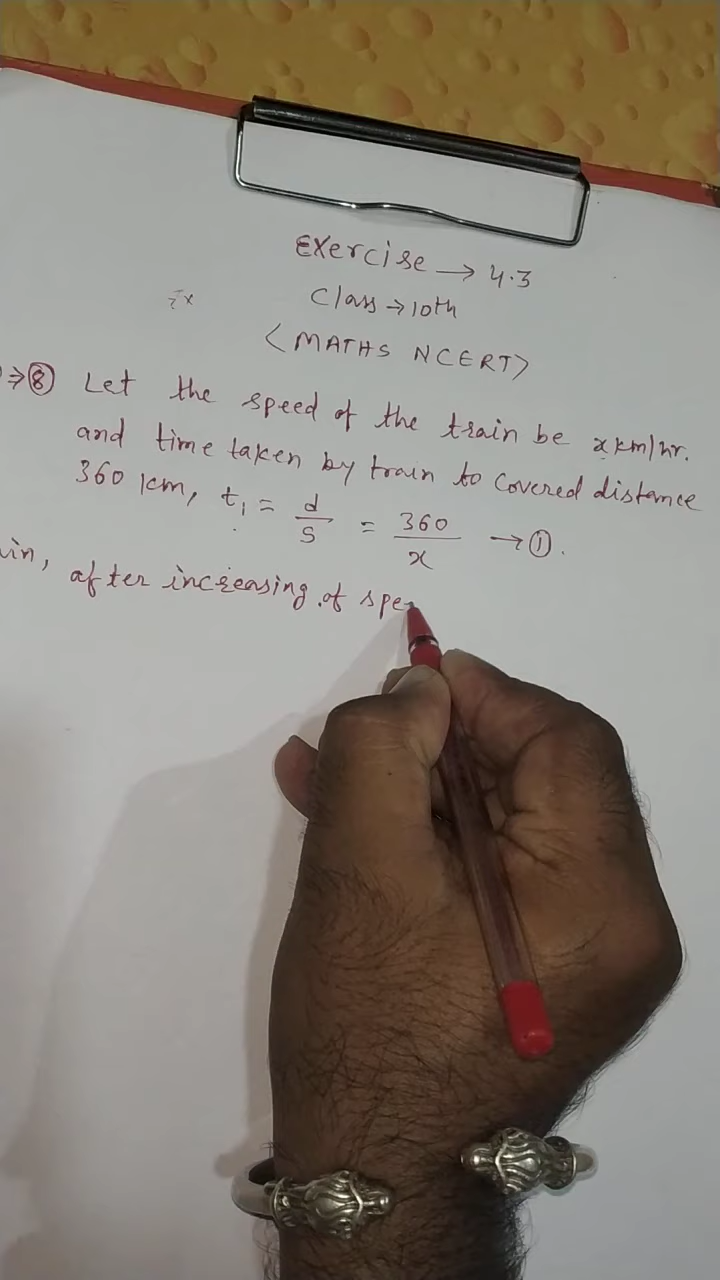 Exercise → 4.3
Class → 10th
<MATHS NCERT>
⇒ ⑧ Let the speed of the train be x km/hr.
and time taken by train to covered distance
360 km, t₁ = d/s = 360/x → ①.
after increasing of spe